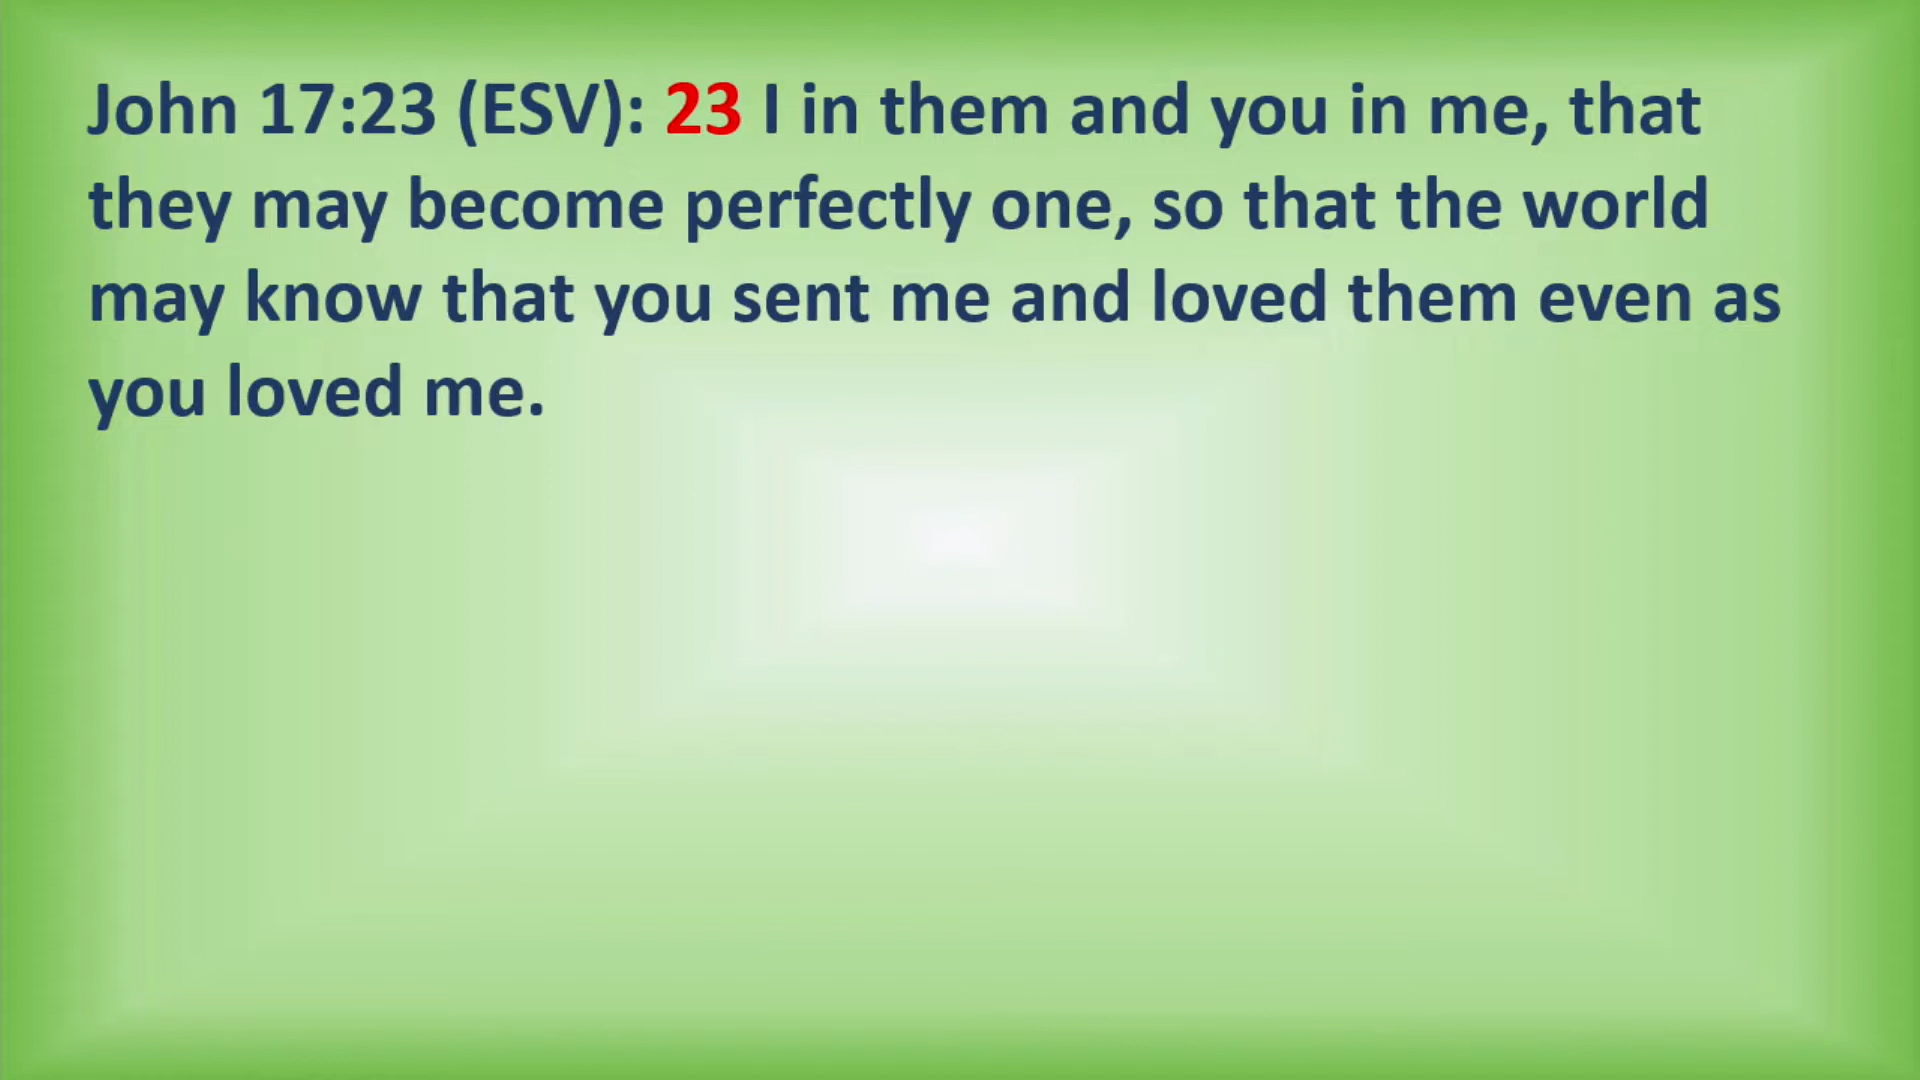 John 17:23 (ESV): 23 I in them and you in me, that
they may become perfectly one, so that the world
may know that you sent me and loved them even as
you loved me.